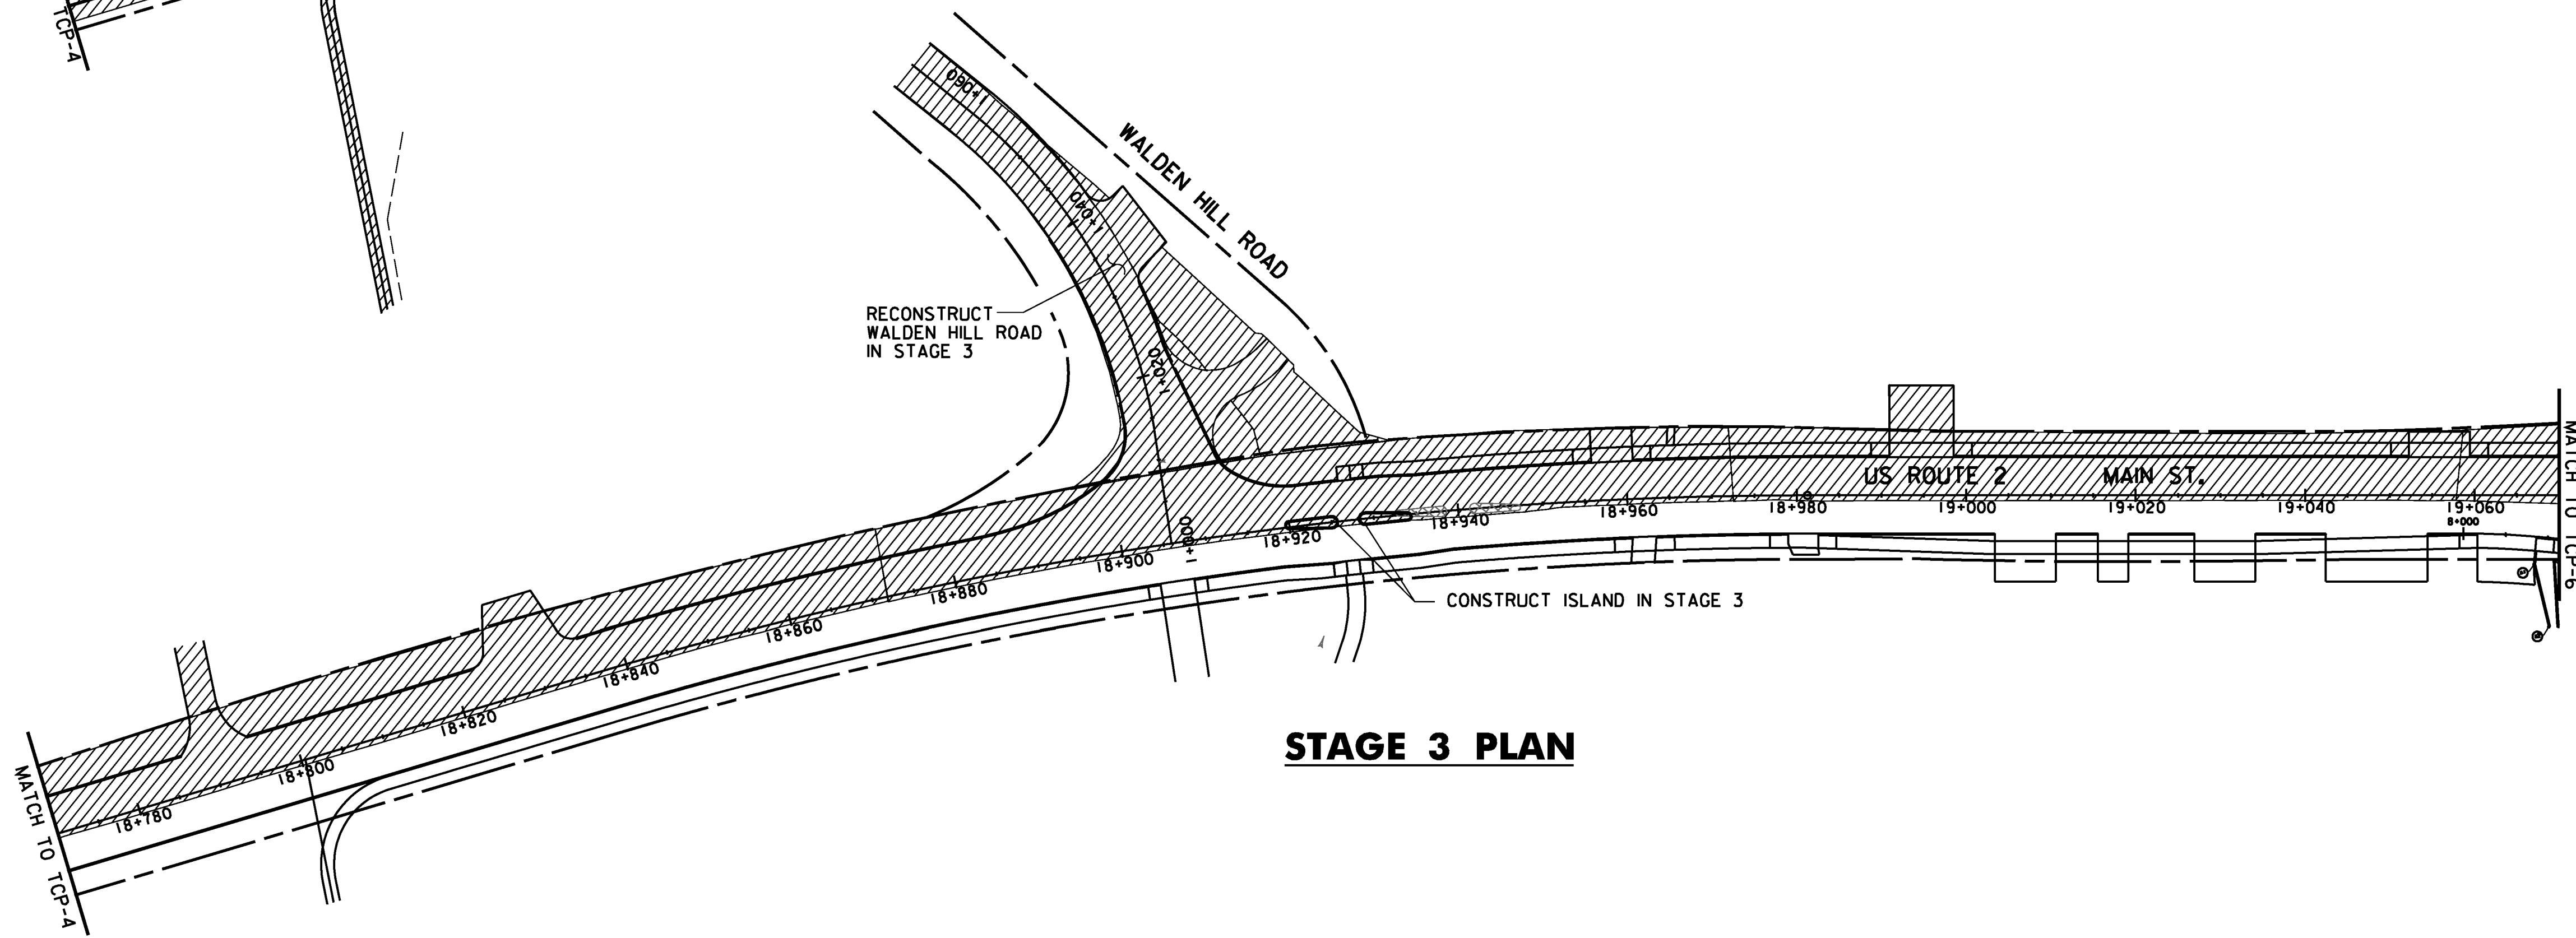 TCP-4
1+060
WALDEN HILL ROAD
1+040
RECONSTRUCT
WALDEN HILL ROAD
IN STAGE 3
1+020
1+000
US ROUTE 2
MAIN ST.
MATCH TO TCP-6
18+780
18+800
18+820
18+840
18+860
18+880
18+900
18+920
18+940
18+960
18+980
19+000
19+020
19+040
19+060
8+000
CONSTRUCT ISLAND IN STAGE 3
STAGE 3 PLAN
MATCH TO TCP-4